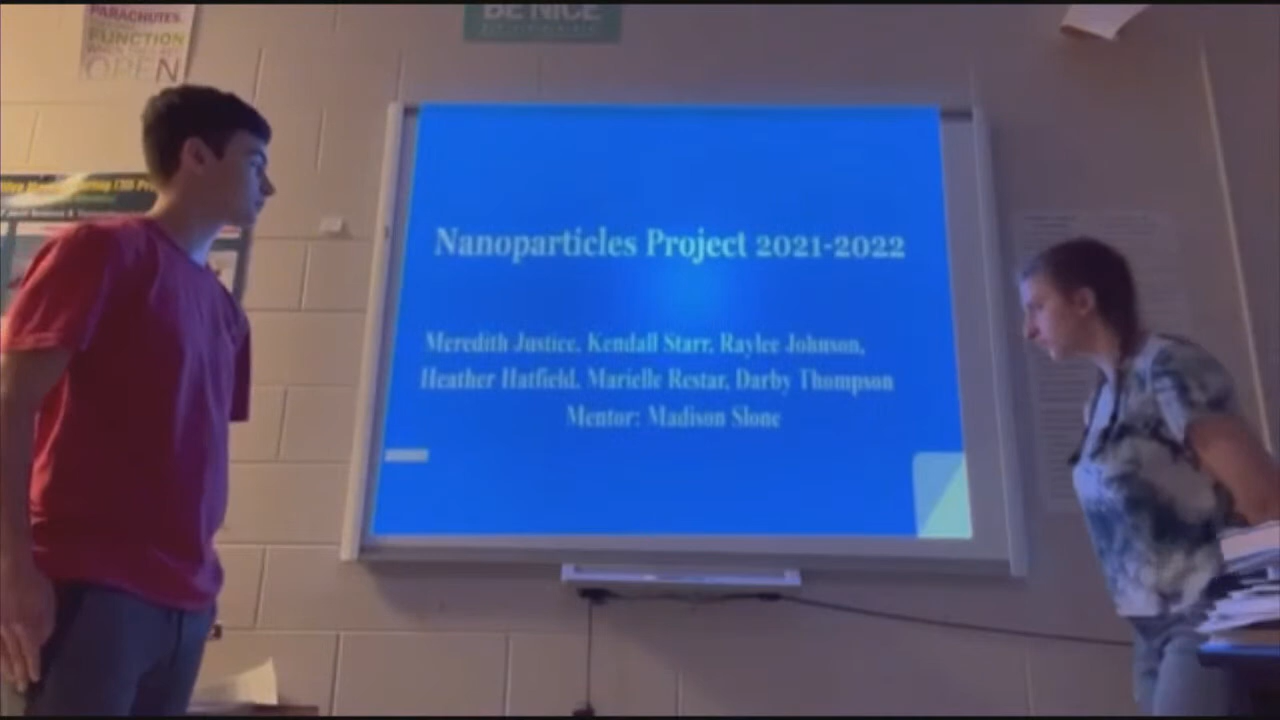 PARACHUTES.
FUNCTION
OPEN
BE NICE
Nanoparticles Project 2021-2022
Meredith Justice, Kendall Starr, Raylee Johnson,
Heather Hatfield, Marielle Restar, Darby Thompson
Mentor: Madison Slone